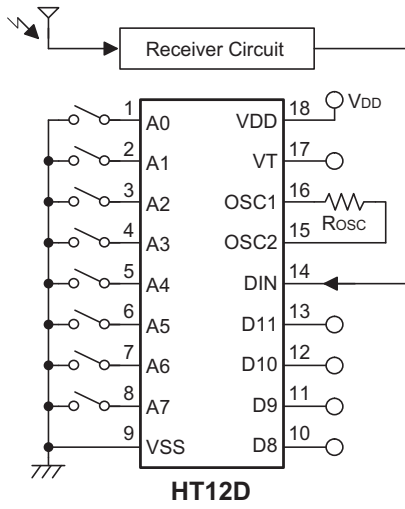 Receiver Circuit
1 A0 VDD 18 VDD
2 A1 VT 17
3 A2 OSC1 16 ROSC
4 A3 OSC2 15
5 A4 DIN 14
6 A5 D11 13
7 A6 D10 12
8 A7 D9 11
9 VSS D8 10
HT12D